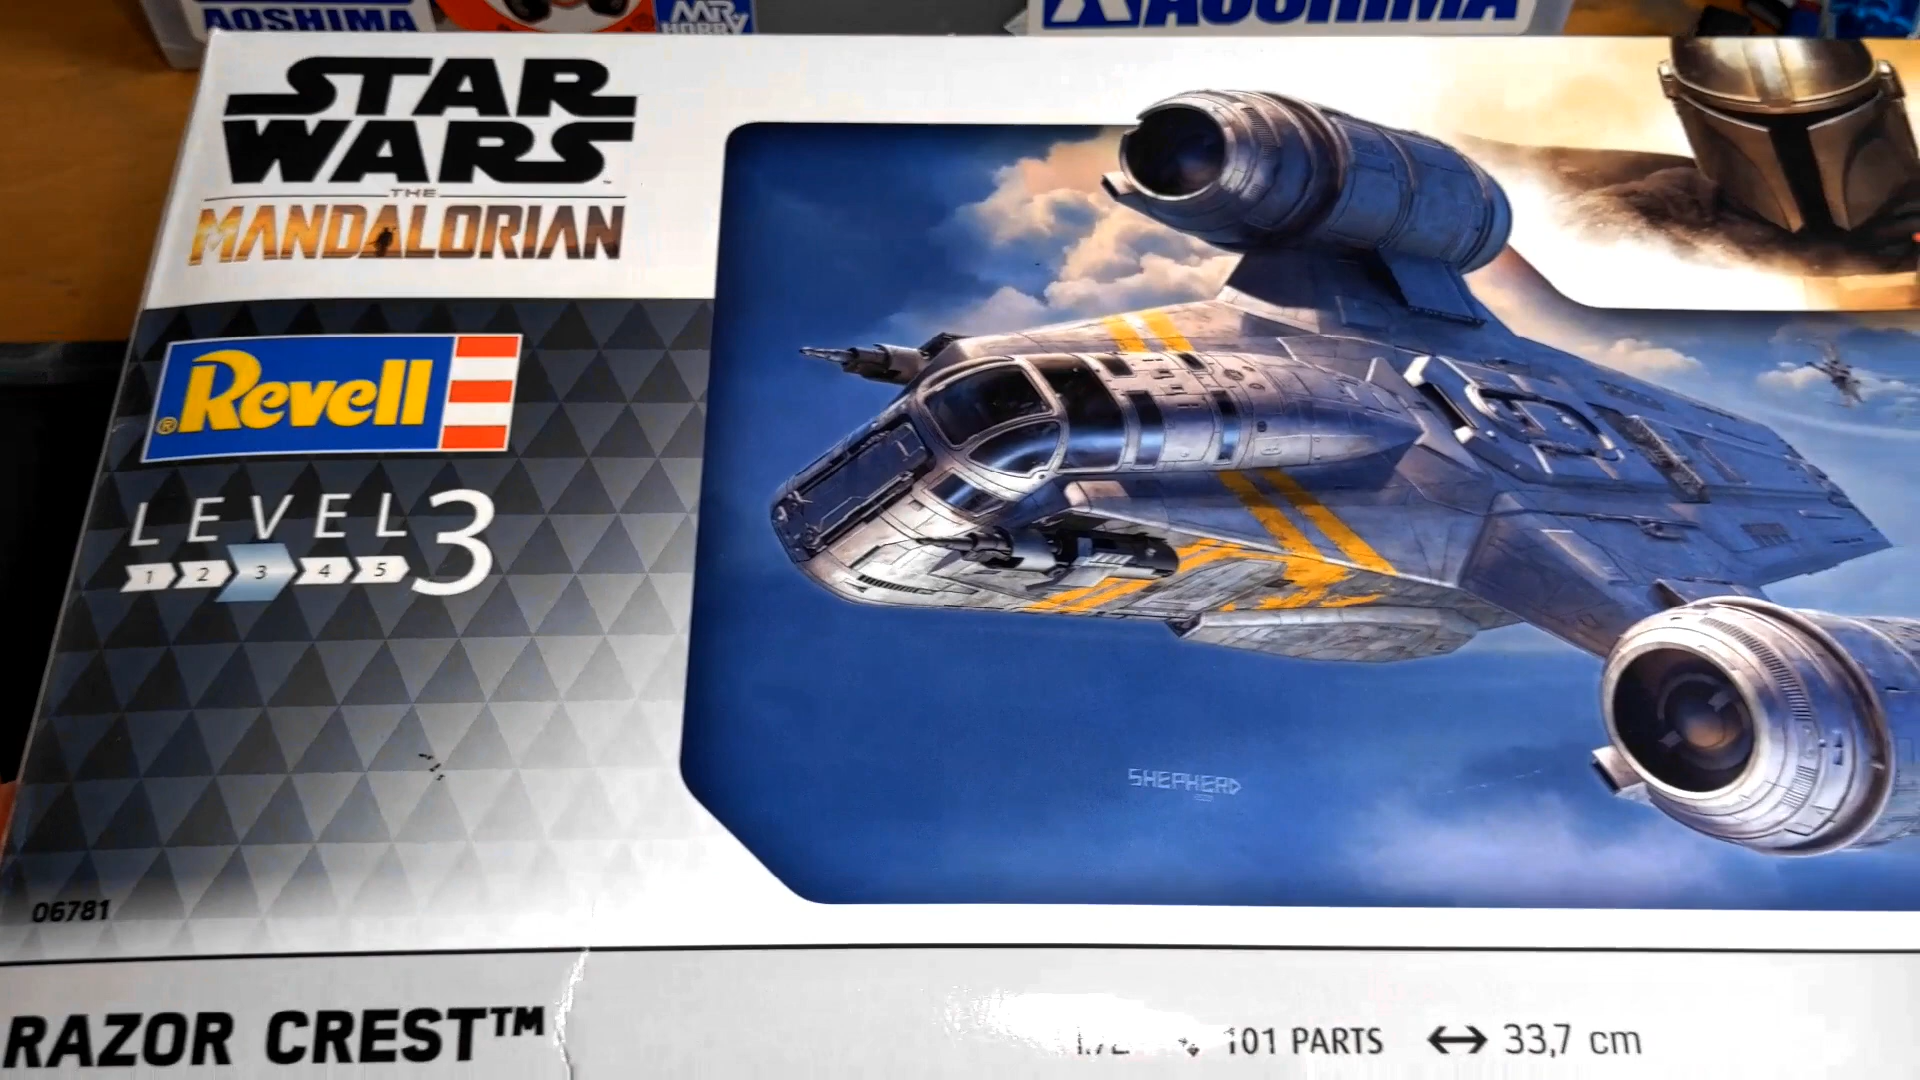 AOSHIMA
MR
HOBBY
AOSHIMA
STAR
WARS
THE
MANDALORIAN
® Revell
LEVEL 3
1 2 3 4 5
SHEPHERD
06781
RAZOR CREST™
101 PARTS ↔ 33,7 cm